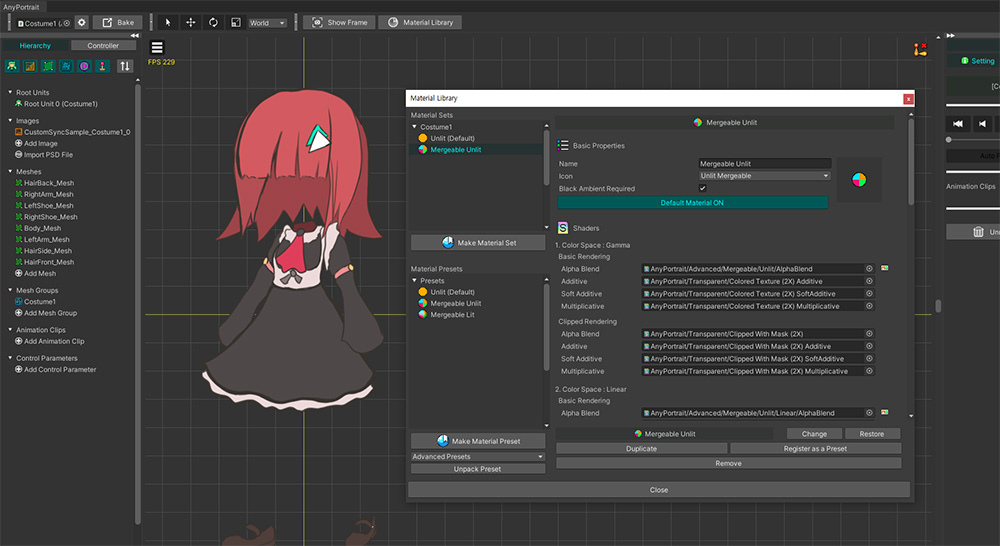 AnyPortrait
Costume1 (
Bake
World
Show Frame
Material Library
Hierarchy
Controller
FPS 229
Root Units
Root Unit 0 (Costume1)
Images
CustomSyncSample_Costume1_0
Add Image
Import PSD File
Meshes
HairBack_Mesh
RightArm_Mesh
LeftShoe_Mesh
RightShoe_Mesh
Body_Mesh
LeftArm_Mesh
HairSide_Mesh
HairFront_Mesh
Add Mesh
Mesh Groups
Costume1
Add Mesh Group
Animation Clips
Add Animation Clip
Control Parameters
Add Control Parameter
Material Library
x
Material Sets
Costume1
Unlit (Default)
Mergeable Unlit
Make Material Set
Material Presets
Presets
Unlit (Default)
Mergeable Unlit
Mergeable Lit
Make Material Preset
Advanced Presets
Unpack Preset
Mergeable Unlit
Basic Properties
Name
Mergeable Unlit
Icon
Unlit Mergeable
Black Ambient Required
Default Material ON
Shaders
1. Color Space : Gamma
Basic Rendering
Alpha Blend
AnyPortrait/Advanced/Mergeable/Unlit/AlphaBlend
Additive
AnyPortrait/Transparent/Colored Texture (2X) Additive
Soft Additive
AnyPortrait/Transparent/Colored Texture (2X) SoftAdditive
Multiplicative
AnyPortrait/Transparent/Colored Texture (2X) Multiplicative
Clipped Rendering
Alpha Blend
AnyPortrait/Transparent/Clipped With Mask (2X)
Additive
AnyPortrait/Transparent/Clipped With Mask (2X) Additive
Soft Additive
AnyPortrait/Transparent/Clipped With Mask (2X) SoftAdditive
Multiplicative
AnyPortrait/Transparent/Clipped With Mask (2X) Multiplicative
2. Color Space : Linear
Basic Rendering
Alpha Blend
AnyPortrait/Advanced/Mergeable/Unlit/Linear/AlphaBlend
Mergeable Unlit
Change
Restore
Duplicate
Register as a Preset
Remove
Close
Setting
Animation Clips